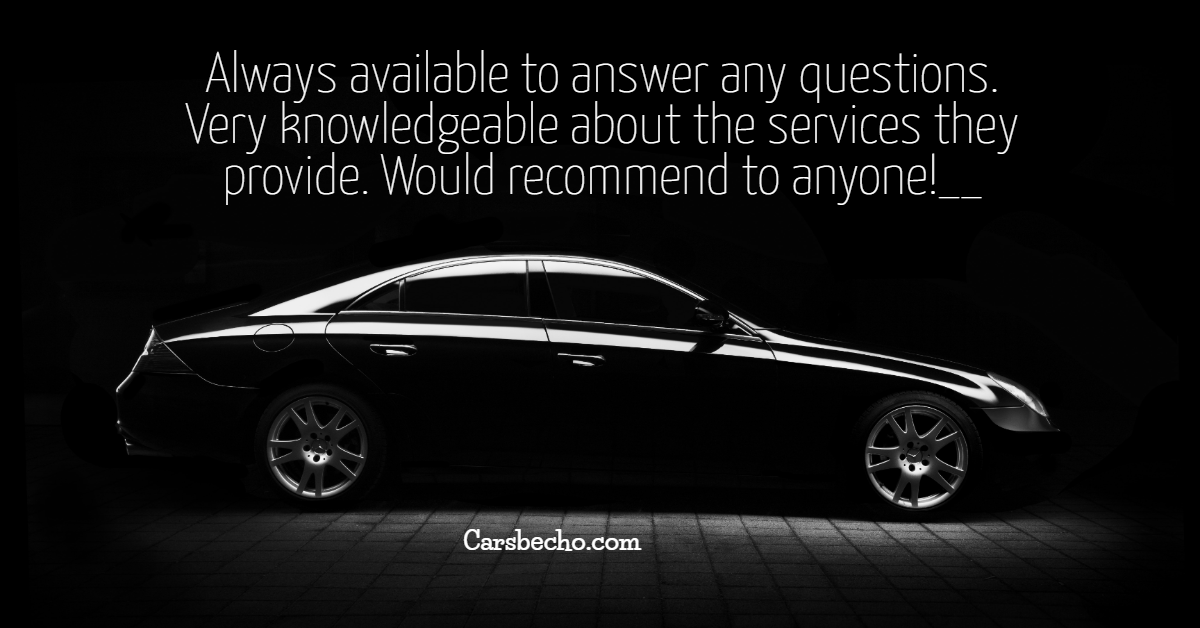 Always available to answer any questions.
Very knowledgeable about the services they
provide. Would recommend to anyone!__
Carsbecho.com